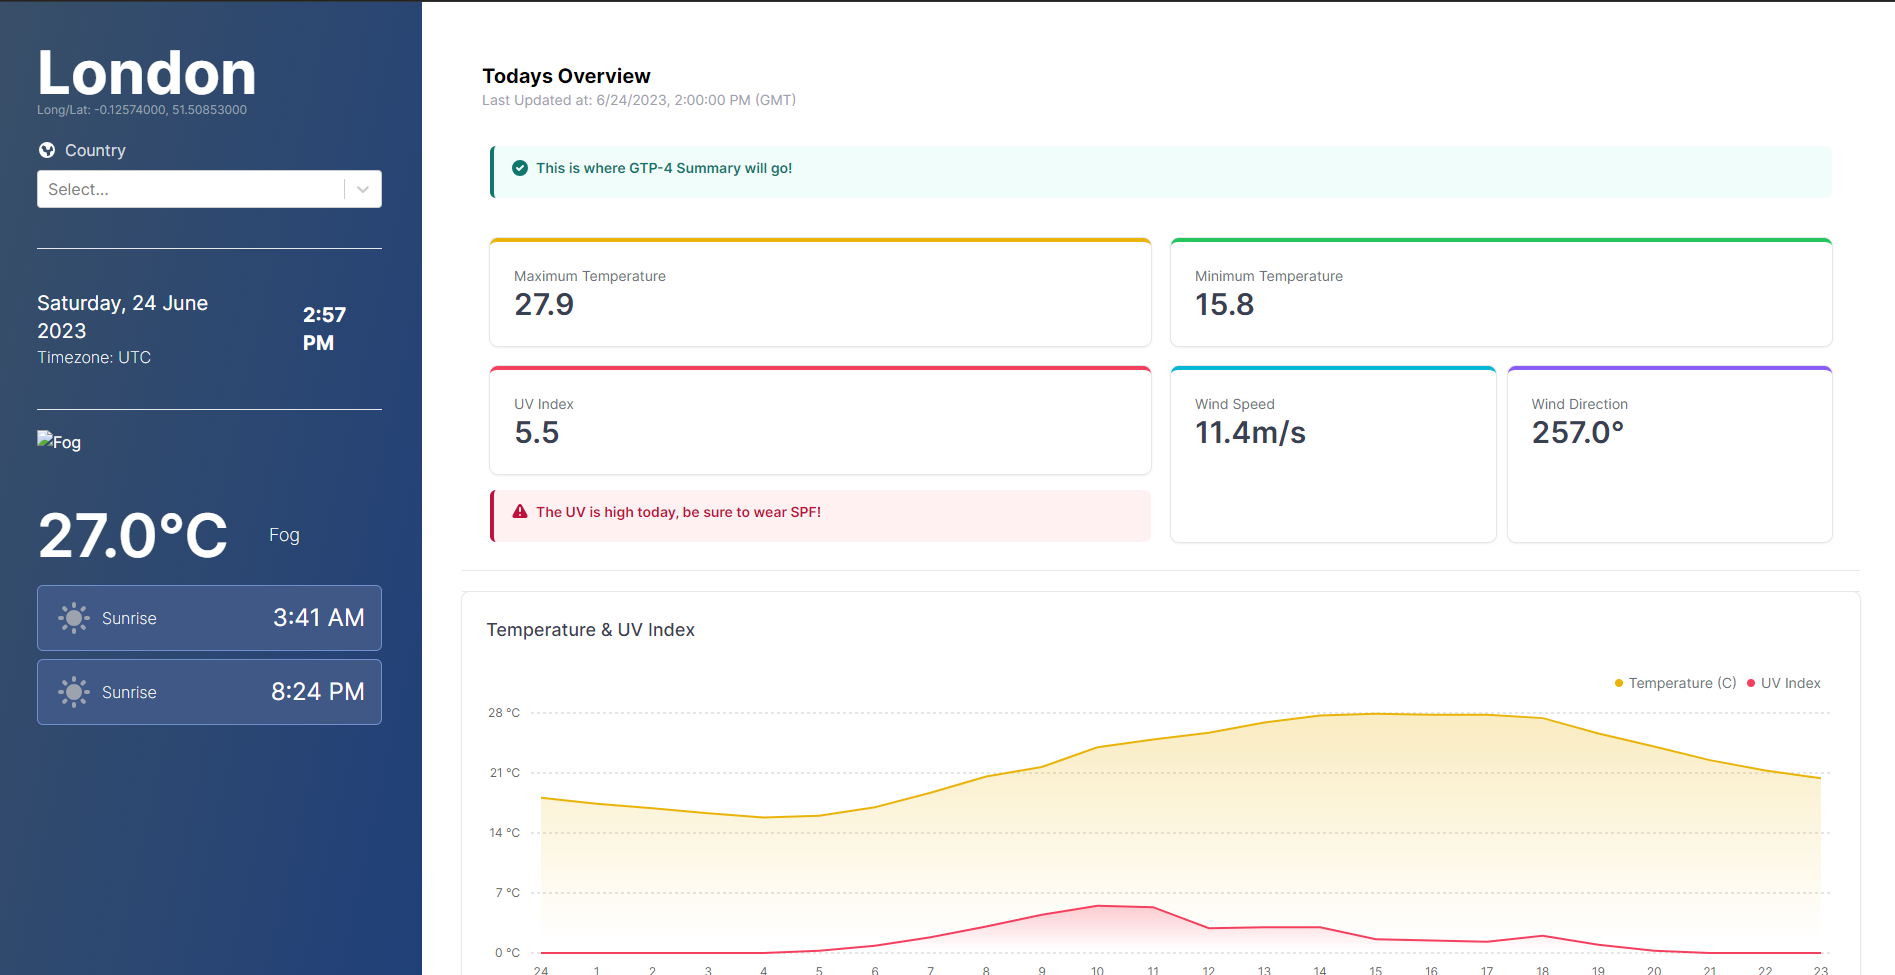 London
Long/Lat: -0.12574000, 51.50853000
Country
Select...
Saturday, 24 June
2023
Timezone: UTC
2:57
PM
Fog
27.0°C
Fog
Sunrise
3:41 AM
Sunrise
8:24 PM
Todays Overview
Last Updated at: 6/24/2023, 2:00:00 PM (GMT)
This is where GTP-4 Summary will go!
Maximum Temperature
27.9
Minimum Temperature
15.8
UV Index
5.5
The UV is high today, be sure to wear SPF!
Wind Speed
11.4m/s
Wind Direction
257.0°
Temperature & UV Index
Temperature (C) UV Index
28 °C
21 °C
14 °C
7 °C
0 °C
24 1 2 3 4 5 6 7 8 9 10 11 12 13 14 15 16 17 18 19 20 21 22 23